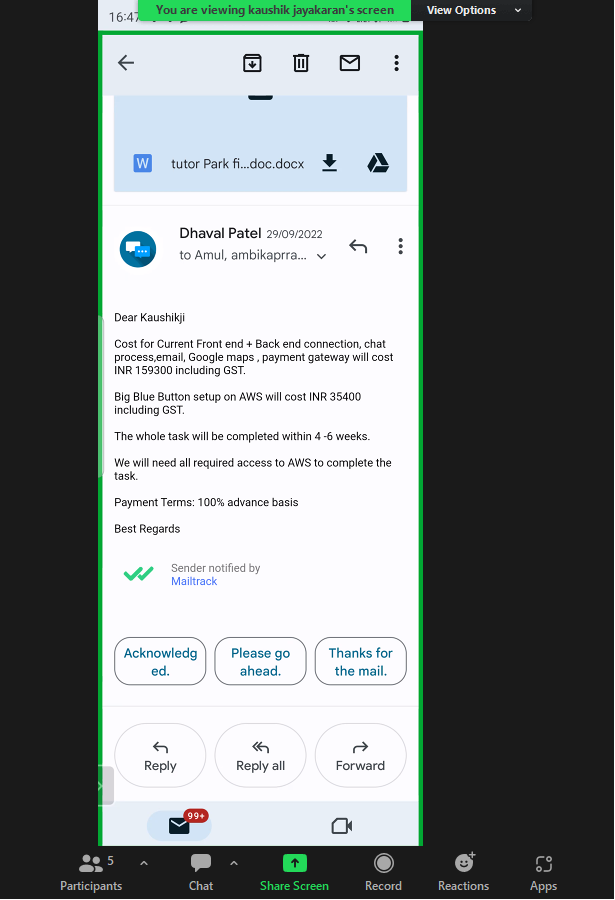 16:47
You are viewing kaushik jayakaran's screen
View Options
W tutor Park fi...doc.docx
Dhaval Patel 29/09/2022
to Amul, ambikaprra...
Dear Kaushikji
Cost for Current Front end + Back end connection, chat
process,email, Google maps , payment gateway will cost
INR 159300 including GST.
Big Blue Button setup on AWS will cost INR 35400
including GST.
The whole task will be completed within 4 -6 weeks.
We will need all required access to AWS to complete the
task.
Payment Terms: 100% advance basis
Best Regards
Sender notified by
Mailtrack
Acknowledg
ed.
Please go
ahead.
Thanks for
the mail.
Reply
Reply all
Forward
99+
5
Participants
Chat
Share Screen
Record
Reactions
Apps